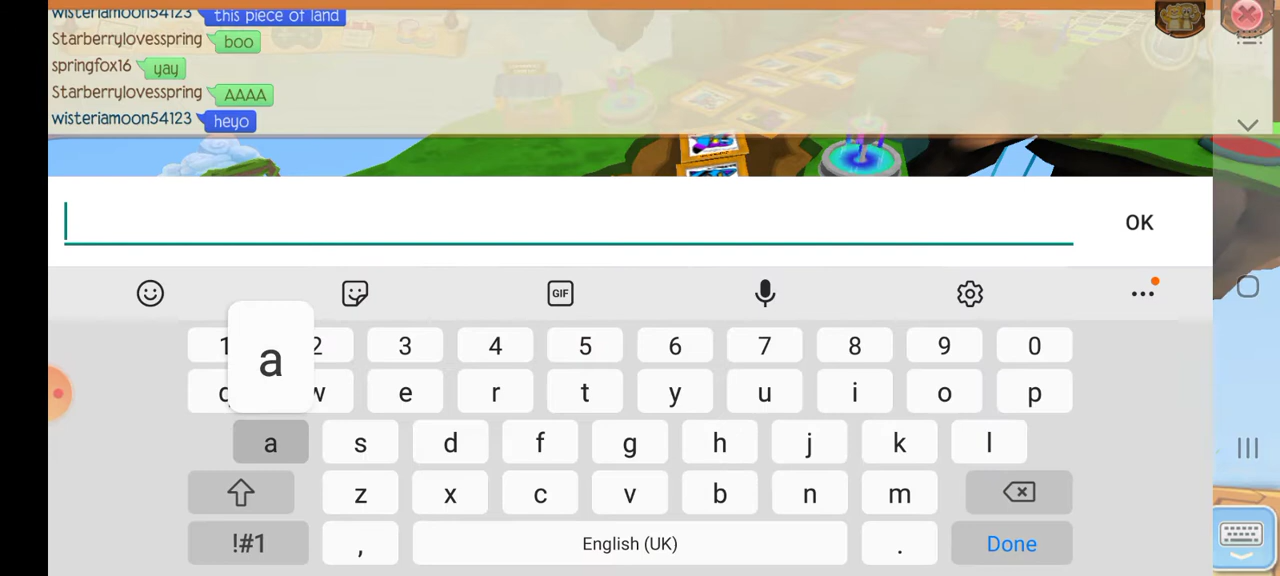 wisteriamoon54123 this piece of land
Starberrylovesspring boo
springfox16 yay
Starberrylovesspring AAAA
wisteriamoon54123 heyo
OK
GIF
a
1 2 3 4 5 6 7 8 9 0
q w e r t y u i o p
a s d f g h j k l
z x c v b n m
!#1 , English (UK) . Done